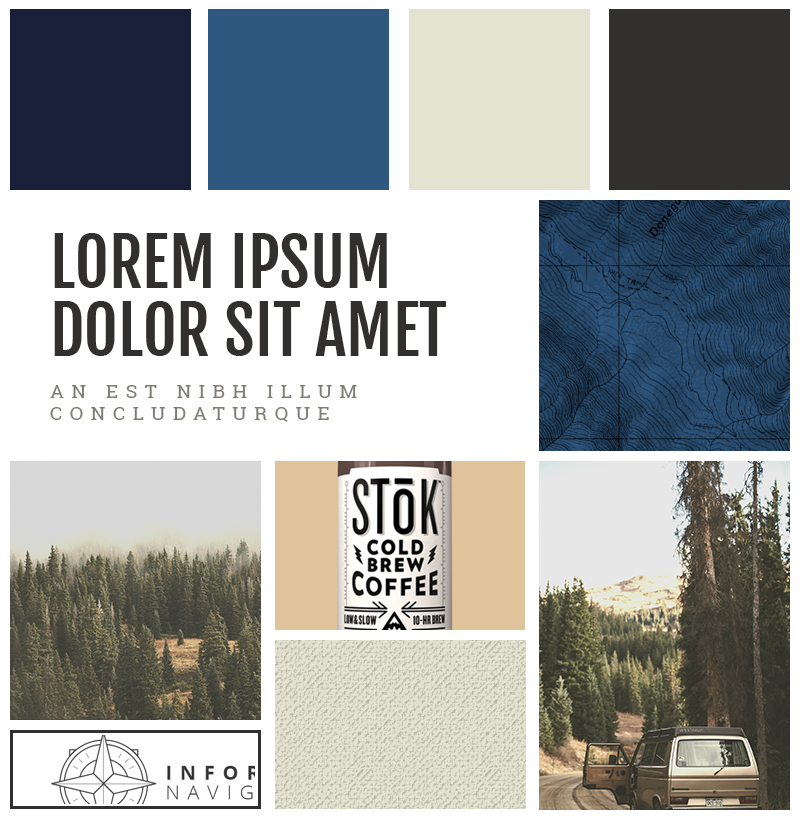 LOREM IPSUM
DOLOR SIT AMET
AN EST NIBH ILLUM
CONCLUDATURQUE
STōK
COLD
BREW
COFFEE
LOW&SLOW 10-HR BREW
INFOR
NAVIG